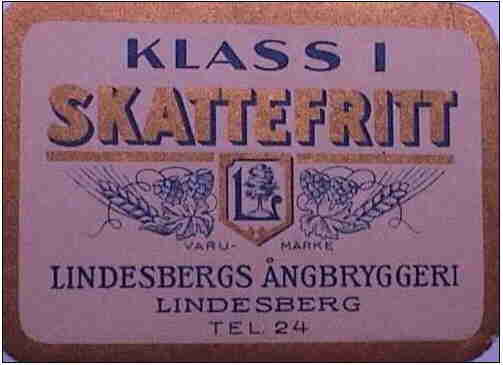 KLASS I
SKATTEFRITT
L
VARU- MÄRKE
LINDESBERGS ÅNGBRYGGERI
LINDESBERG
TEL. 24